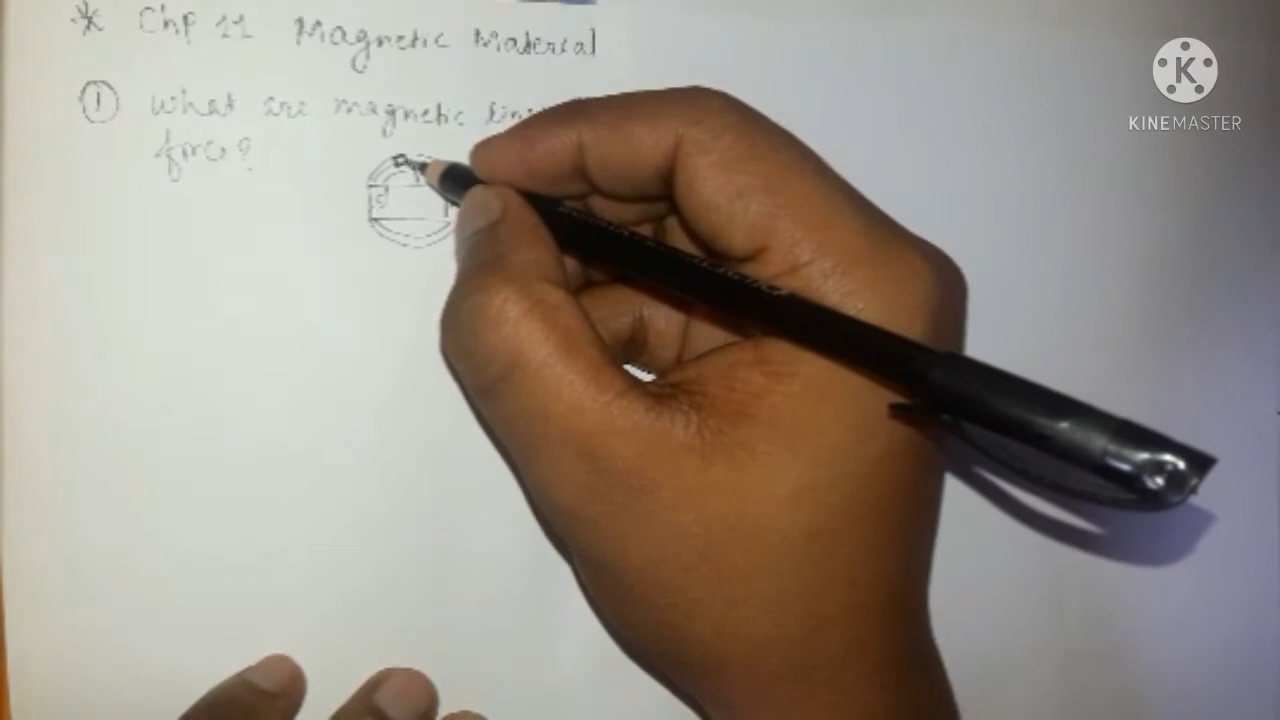 * Chp 11 Magnetic Material
① What are magnetic
force?
S
K
KINEMASTER